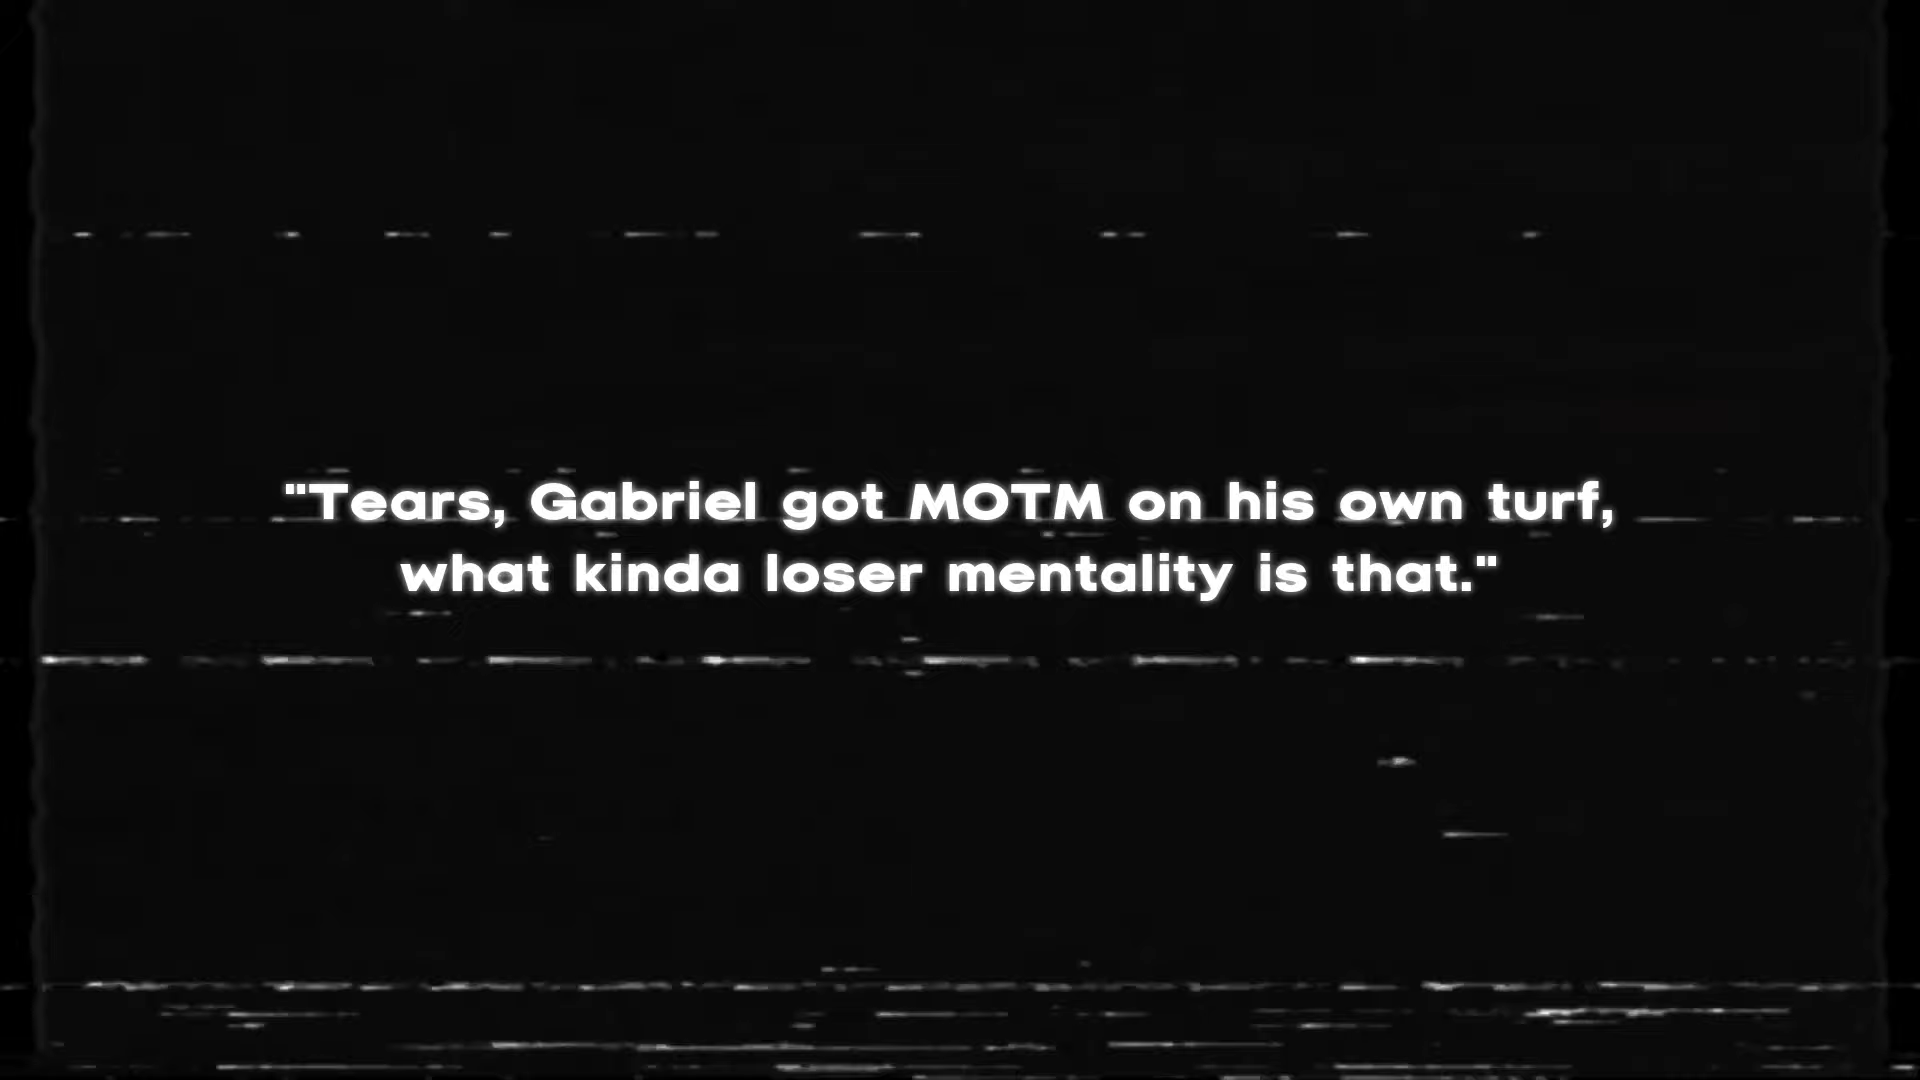 "Tears, Gabriel got MOTM on his own turf,
what kinda loser mentality is that."